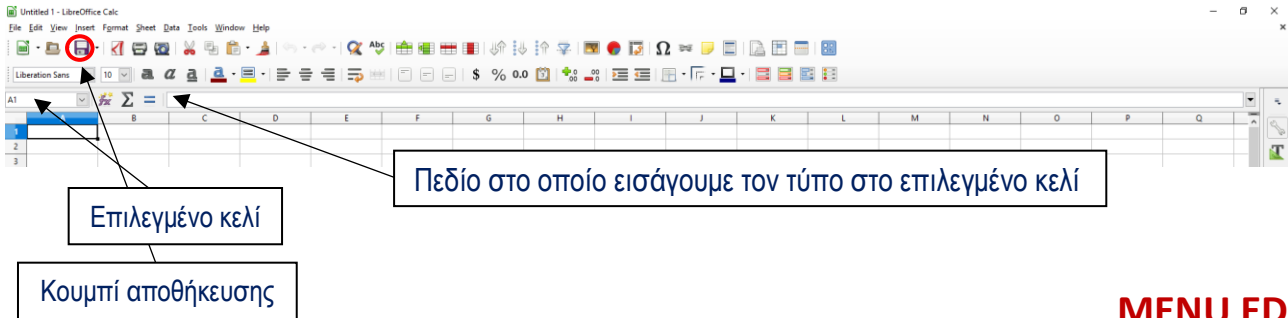 Untitled 1 - LibreOffice Calc
File Edit View Insert Format Sheet Data Tools Window Help
Liberation Sans 10 a a a $ % 0.0
A1
A B C D E F G H I J K L M N O P Q
1
2
3
Πεδίο στο οποίο εισάγουμε τον τύπο στο επιλεγμένο κελί
Επιλεγμένο κελί
Κουμπί αποθήκευσης
MENU ED